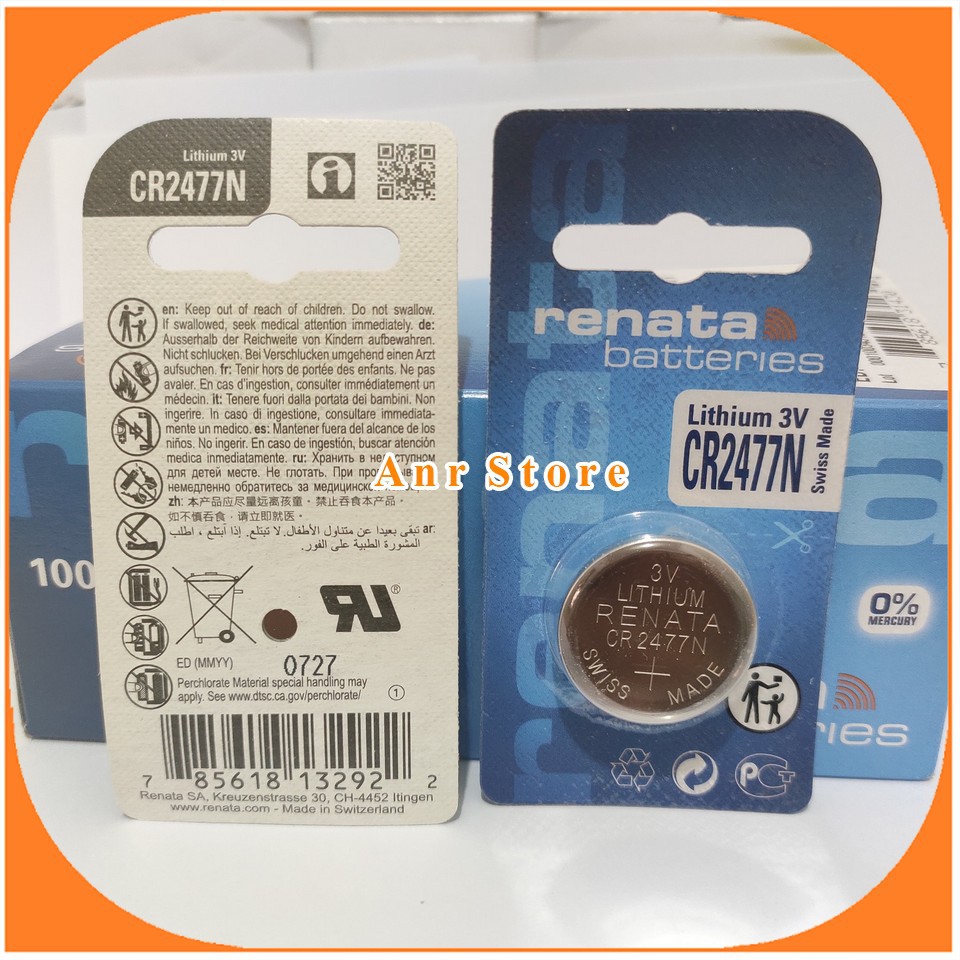 Lithium 3V
CR2477N
en: Keep out of reach of children. Do not swallow.
If swallowed, seek medical attention immediately. de:
Ausserhalb der Reichweite von Kindern aufbewahren.
Nicht schlucken. Bei Verschlucken umgehend einen Arzt
aufsuchen. fr: Tenir hors de portée des enfants. Ne pas
avaler. En cas d'ingestion, consulter immédiatement un
médecin. it: Tenere fuori dalla portata dei bambini. Non
ingerire. In caso di ingestione, consultare immediata-
mente un medico. es: Mantener fuera del alcance de los
niños. No ingerir. En caso de ingestión, buscar atención
médica inmediatamente. ru: Хранить в недоступном
для детей месте. Не глотать. При
немедленно обратитесь за медицинской
zh: 本产品应尽量远离孩童，禁止吞食本品
如不慎吞食，请立即就医。
ar: تبقى بعيدا عن متناول الأطفال. لا تبتلع. إذا أبتلع ، اطلب
المشورة الطبية على الفور.
ED (MMYY) 0727
Perchlorate Material special handling may
apply. See www.dtsc.ca.gov/perchlorate/ 1
7 85618 13292 2
Renata SA, Kreuzenstrasse 30, CH-4452 Itingen
www.renata.com - Made in Switzerland
renata
batteries
Lithium 3V
CR2477N
Swiss Made
3V
LITHIUM
RENATA
CR 2477N
SWISS MADE
Anr Store
100
0%
MERCURY
renata
ries